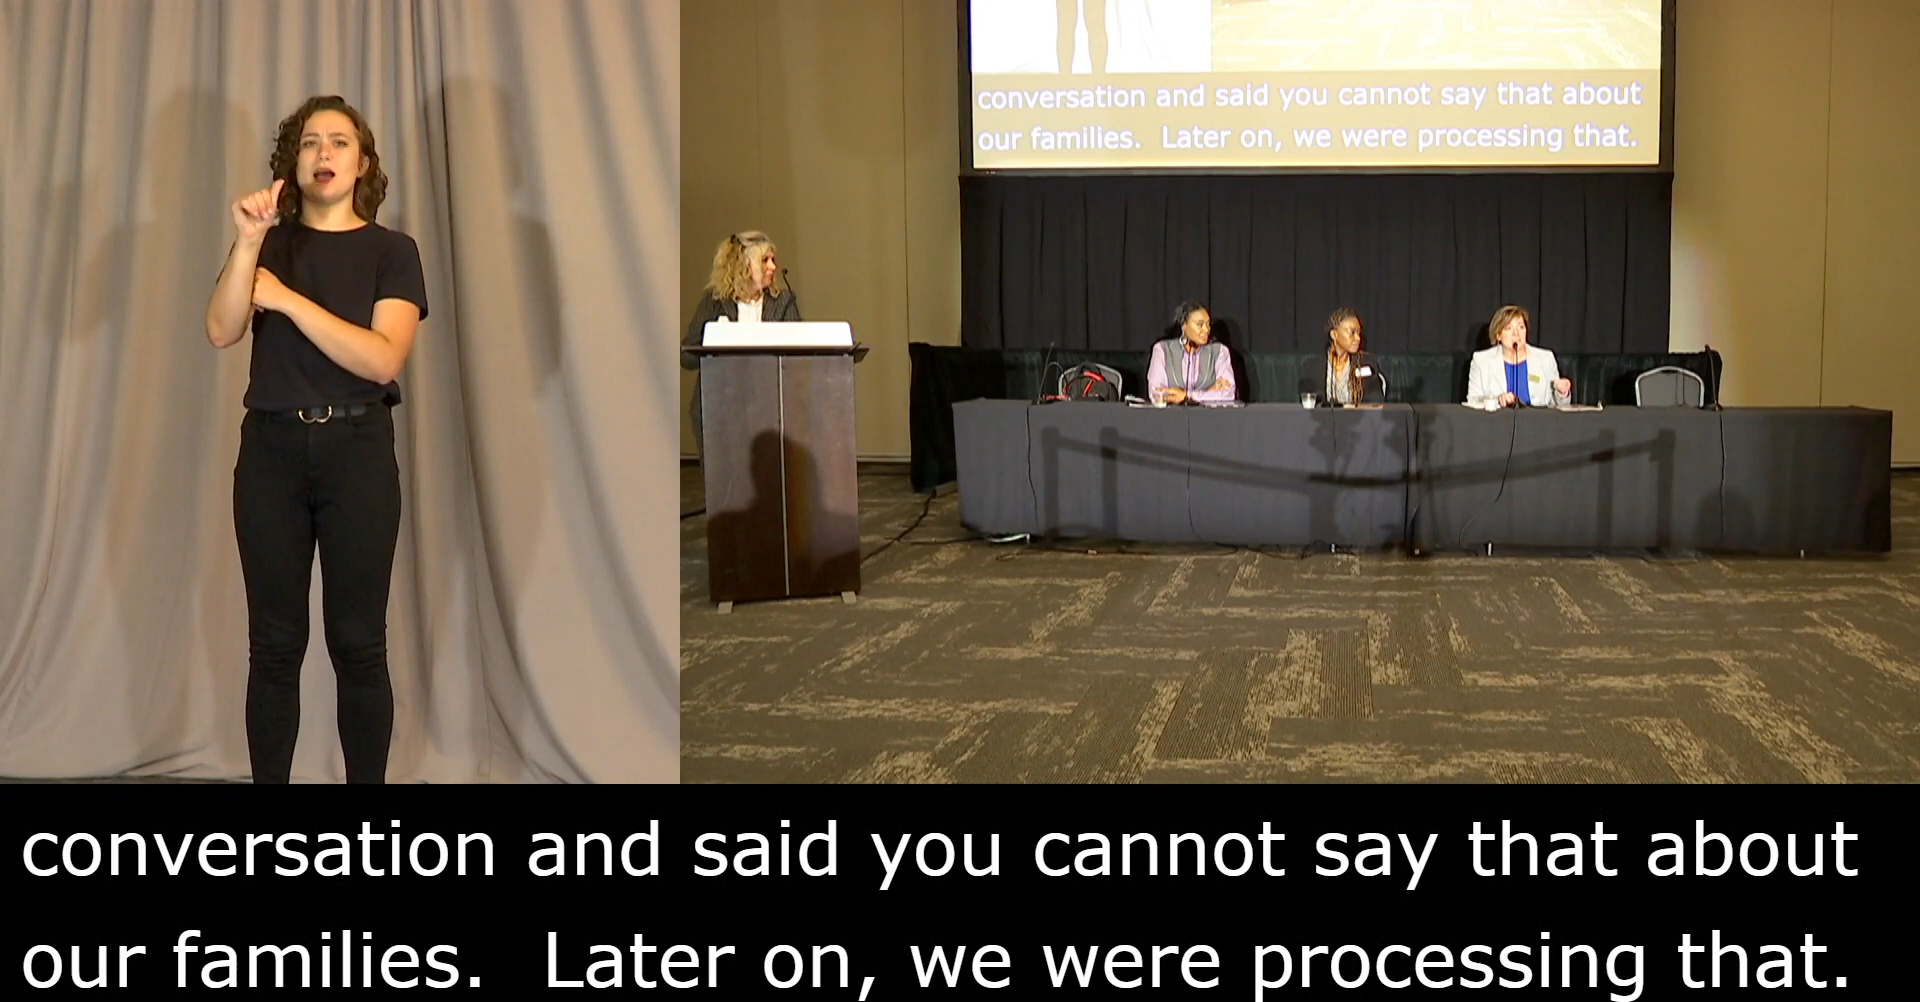 conversation and said you cannot say that about
our families.  Later on, we were processing that.
conversation and said you cannot say that about
our families.  Later on, we were processing that.